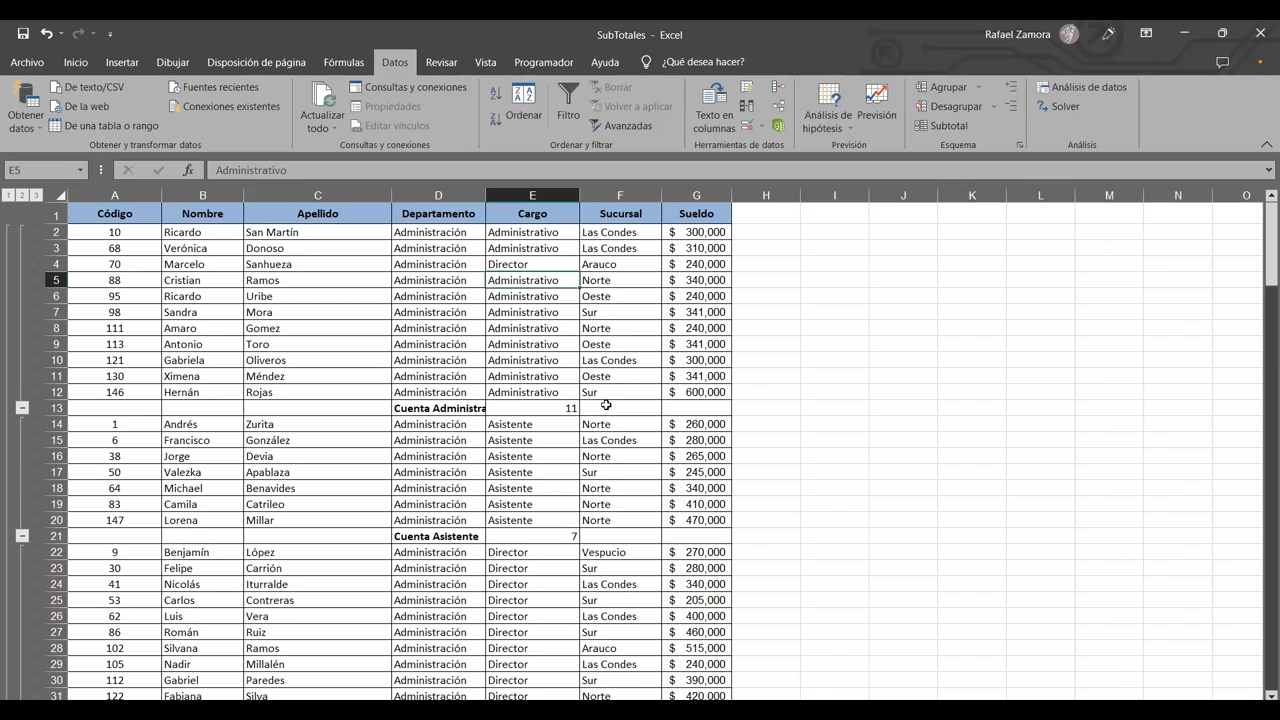 SubTotales - Excel
Rafael Zamora
Archivo Inicio Insertar Dibujar Disposición de página Fórmulas Datos Revisar Vista Programador Ayuda ¿Qué desea hacer?
Obtener datos
De texto/CSV
De la web
De una tabla o rango
Fuentes recientes
Conexiones existentes
Obtener y transformar datos
Actualizar todo
Consultas y conexiones
Propiedades
Editar vínculos
Consultas y conexiones
Ordenar
Filtro
Borrar
Volver a aplicar
Avanzadas
Ordenar y filtrar
Texto en columnas
Herramientas de datos
Análisis de hipótesis
Previsión
Previsión
Agrupar
Desagrupar
Subtotal
Esquema
Análisis de datos
Solver
Análisis
E5 fx Administrativo
1 2 3 A B C D E F G H I J K L M N O
1 Código Nombre Apellido Departamento Cargo Sucursal Sueldo
2 10 Ricardo San Martín Administración Administrativo Las Condes $ 300,000
3 68 Verónica Donoso Administración Administrativo Las Condes $ 310,000
4 70 Marcelo Sanhueza Administración Director Arauco $ 240,000
5 88 Cristian Ramos Administración Administrativo Norte $ 340,000
6 95 Ricardo Uribe Administración Administrativo Oeste $ 240,000
7 98 Sandra Mora Administración Administrativo Sur $ 341,000
8 111 Amaro Gomez Administración Administrativo Norte $ 240,000
9 113 Antonio Toro Administración Administrativo Oeste $ 341,000
10 121 Gabriela Oliveros Administración Administrativo Las Condes $ 300,000
11 130 Ximena Méndez Administración Administrativo Oeste $ 341,000
12 146 Hernán Rojas Administración Administrativo Sur $ 600,000
13 Cuenta Administra 11
14 1 Andrés Zurita Administración Asistente Norte $ 260,000
15 6 Francisco González Administración Asistente Las Condes $ 280,000
16 38 Jorge Devia Administración Asistente Norte $ 265,000
17 50 Valezka Apablaza Administración Asistente Sur $ 245,000
18 64 Michael Benavides Administración Asistente Norte $ 340,000
19 83 Camila Catrileo Administración Asistente Norte $ 410,000
20 147 Lorena Millar Administración Asistente Norte $ 470,000
21 Cuenta Asistente 7
22 9 Benjamín López Administración Director Vespucio $ 270,000
23 30 Felipe Carrión Administración Director Sur $ 280,000
24 41 Nicolás Iturralde Administración Director Las Condes $ 340,000
25 53 Carlos Contreras Administración Director Sur $ 205,000
26 62 Luis Vera Administración Director Las Condes $ 400,000
27 86 Román Ruiz Administración Director Sur $ 460,000
28 102 Silvana Ramos Administración Director Arauco $ 515,000
29 105 Nadir Millalén Administración Director Las Condes $ 240,000
30 112 Gabriel Paredes Administración Director Sur $ 390,000
31 122 Fabiana Silva Administración Director Norte $ 420,000